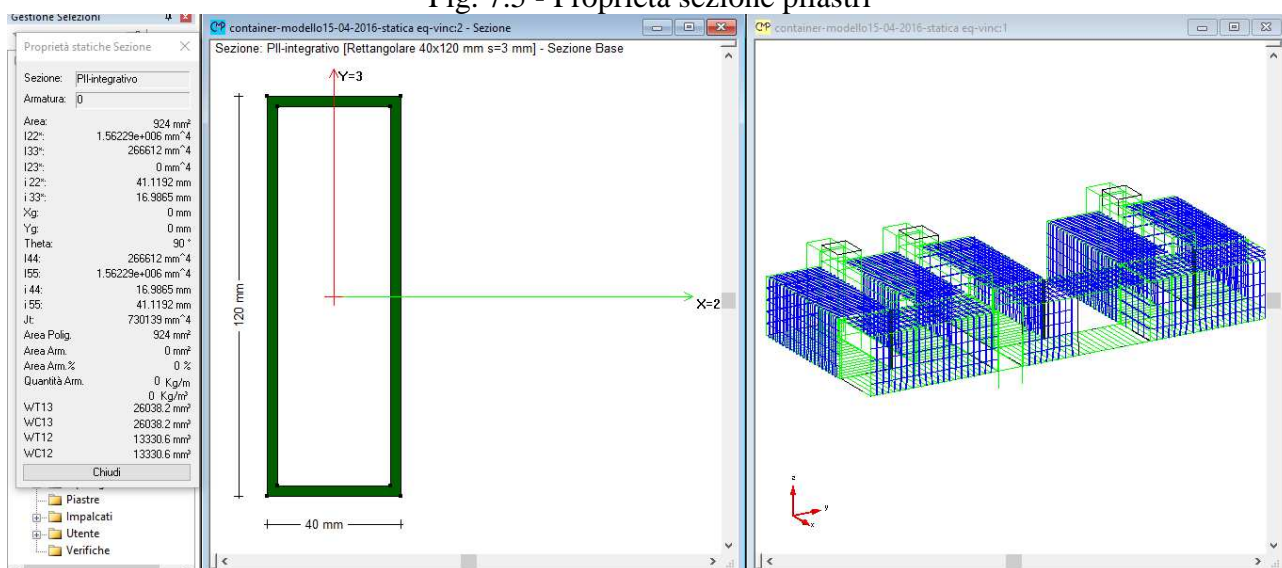 Fig. 7.5 - Proprietà sezione pilastri
Gestione Selezioni
Proprietà statiche Sezione
Sezione: PII-integrativo
Armatura: 0
Area: 924 mm²
I22*: 1.56229e+006 mm^4
I33*: 266612 mm^4
I23*: 0 mm^4
i 22*: 41.1192 mm
i 33*: 16.9865 mm
Xg: 0 mm
Yg: 0 mm
Theta: 90 °
I44: 266612 mm^4
I55: 1.56229e+006 mm^4
i 44: 16.9865 mm
i 55: 41.1192 mm
Jt: 730139 mm^4
Area Polig. 924 mm²
Area Arm. 0 mm²
Area Arm.% 0 %
Quantità Arm. 0 Kg/m
0 Kg/m³
WT13 26038.2 mm³
WC13 26038.2 mm³
WT12 13330.6 mm³
WC12 13330.6 mm³
Chiudi
Piastre
Impalcati
Utente
Verifiche
CMP container-modello15-04-2016-statica eq-vinc:2 - Sezione
Sezione: PII-integrativo [Rettangolare 40x120 mm s=3 mm] - Sezione Base
Y=3
X=2
120 mm
40 mm
CMP container-modello15-04-2016-statica eq-vinc:1
z
y
x